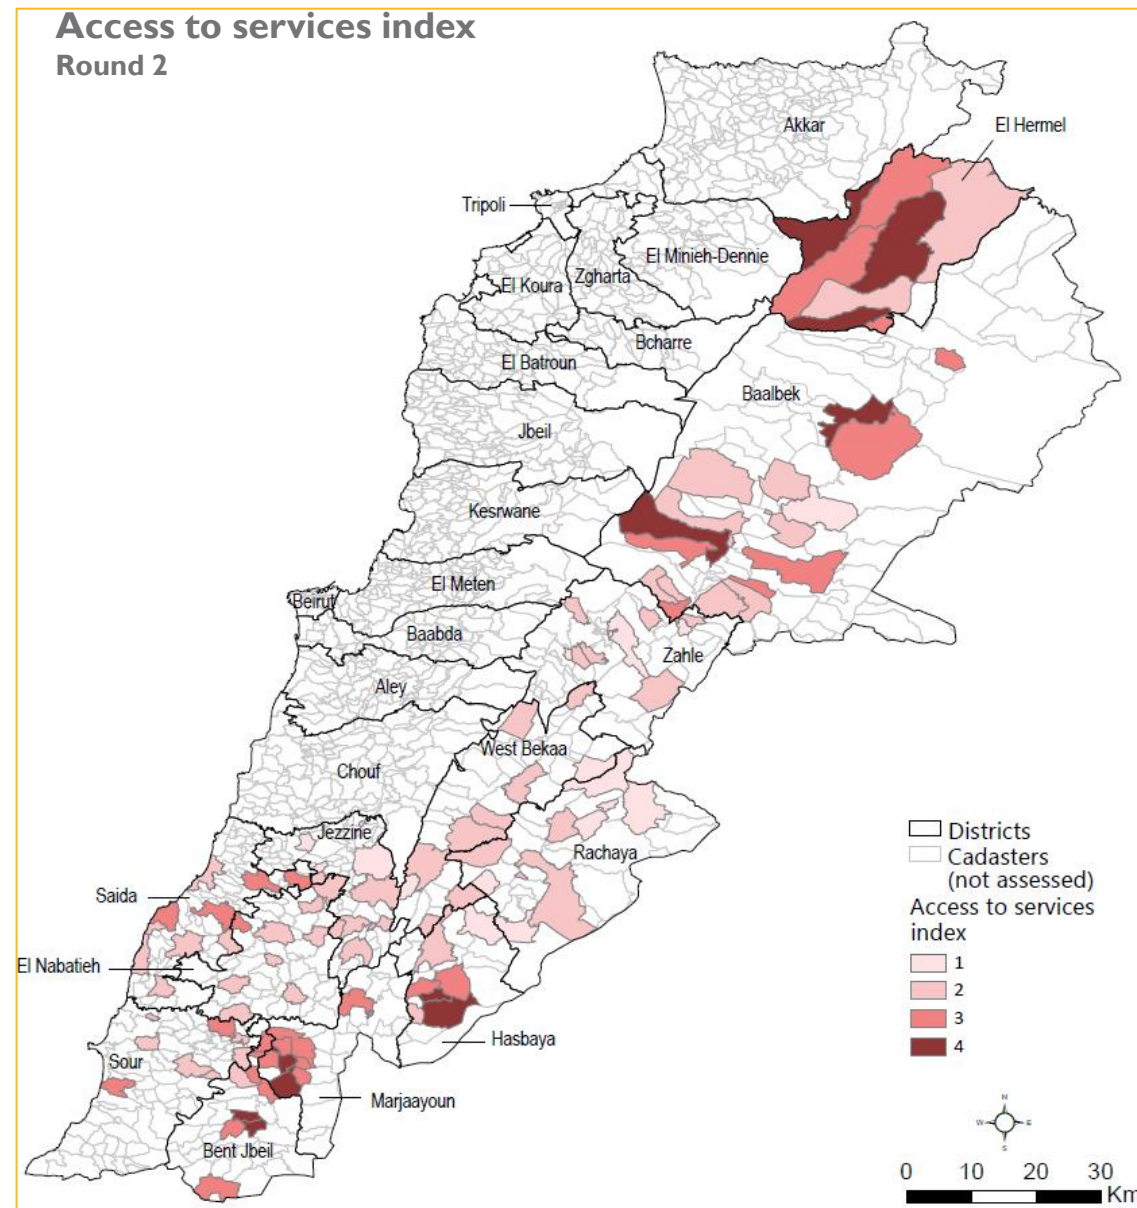 Access to services index
Round 2
Akkar
El Hermel
Tripoli
El Minieh-Dennie
Zgharta
El Koura
Bcharre
El Batroun
Baalbek
Jbeil
Kesrwane
El Meten
Beirut
Baabda
Zahle
Aley
West Bekaa
Chouf
Jezzine
Rachaya
Saida
El Nabatieh
Hasbaya
Sour
Marjaayoun
Bent Jbeil
Districts
Cadasters
(not assessed)
Access to services
index
1
2
3
4
N
W E
S
0 10 20 30
Km